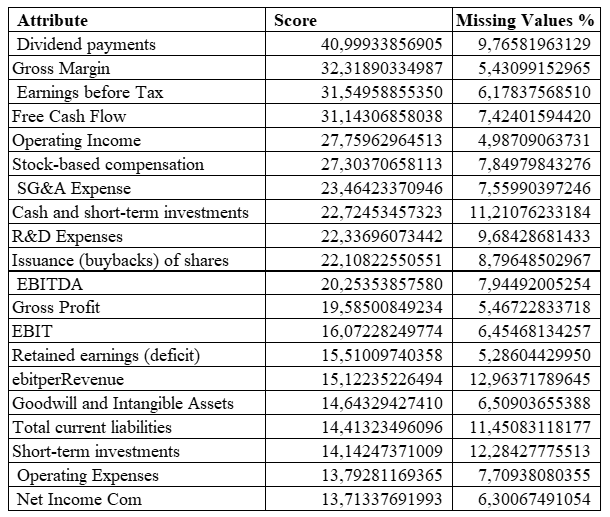 Attribute Score Missing Values %
Dividend payments 40,99933856905 9,76581963129
Gross Margin 32,31890334987 5,43099152965
Earnings before Tax 31,54958855350 6,17837568510
Free Cash Flow 31,14306858038 7,42401594420
Operating Income 27,75962964513 4,98709063731
Stock-based compensation 27,30370658113 7,84979843276
SG&A Expense 23,46423370946 7,55990397246
Cash and short-term investments 22,72453457323 11,21076233184
R&D Expenses 22,33696073442 9,68428681433
Issuance (buybacks) of shares 22,10822550551 8,79648502967
EBITDA 20,25353857580 7,94492005254
Gross Profit 19,58500849234 5,46722833718
EBIT 16,07228249774 6,45468134257
Retained earnings (deficit) 15,51009740358 5,28604429950
ebitperRevenue 15,12235226494 12,96371789645
Goodwill and Intangible Assets 14,64329427410 6,50903655388
Total current liabilities 14,41323496096 11,45083118177
Short-term investments 14,14247371009 12,28427775513
Operating Expenses 13,79281169365 7,70938080355
Net Income Com 13,71337691993 6,30067491054